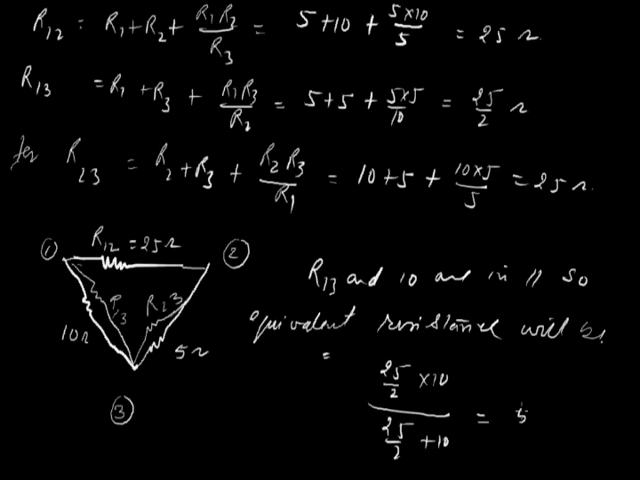 R12 = R1+R2+ R1R2/R3 = 5+10 + 5×10/5 = 25 Ω
R13 = R1 +R3 + R1R3/R2 = 5+5 + 5×5/10 = 25/2 Ω
for R23 = R2+R3 + R2R3/R1 = 10+5 + 10×5/5 = 25 Ω.
R12 = 25Ω
① ②
R13 and 10 are in || so
R23
10Ω 5Ω
equivalent resistance will be
=
25/2 ×10 / 25/2 +10 =
③